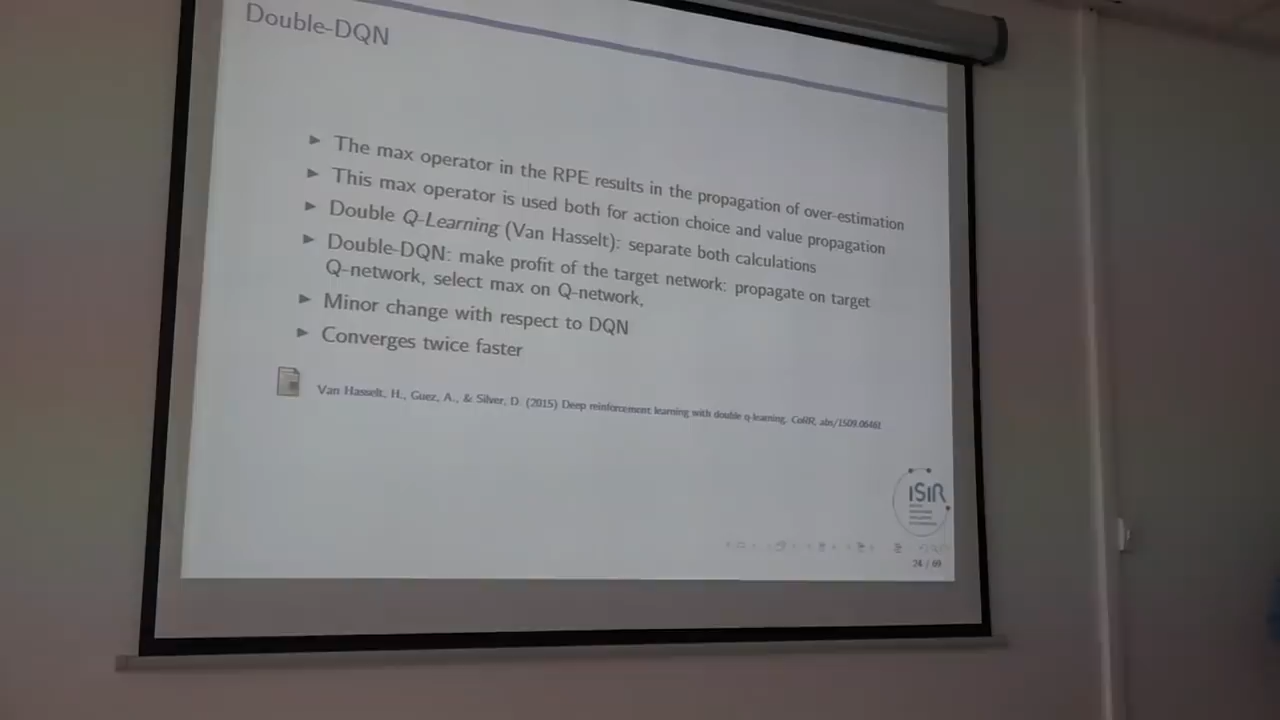 Double-DQN
The max operator in the RPE results in the propagation of over-estimation
This max operator is used both for action choice and value propagation
Double Q-Learning (Van Hasselt): separate both calculations
Double-DQN: make profit of the target network: propagate on target
Q-network, select max on Q-network,
Minor change with respect to DQN
Converges twice faster
Van Hasselt, H., Guez, A., & Silver, D. (2015) Deep reinforcement learning with double q-learning. CoRR, abs/1509.06461
ISIR
24 / 69